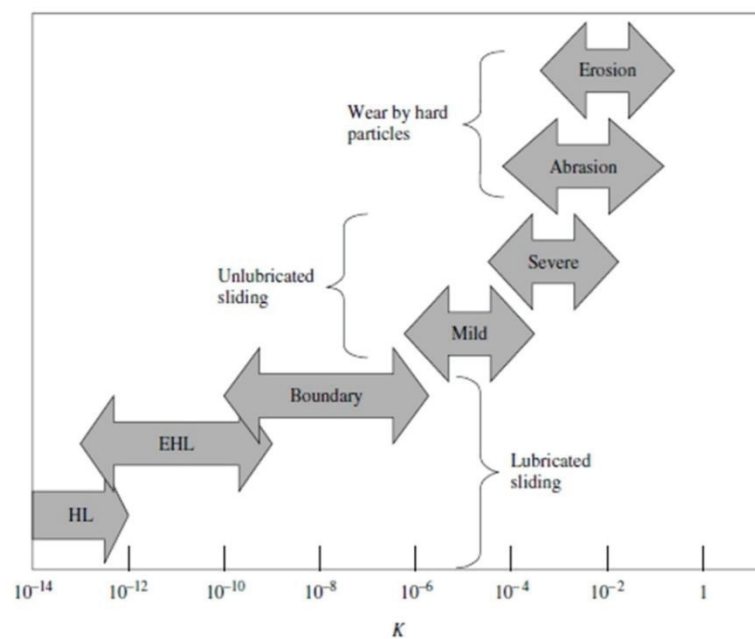 Erosion
Wear by hard
particles
Abrasion
Severe
Unlubricated
sliding
Mild
Boundary
EHL
Lubricated
sliding
HL
10⁻¹⁴ 10⁻¹² 10⁻¹⁰ 10⁻⁸ 10⁻⁶ 10⁻⁴ 10⁻² 1
K